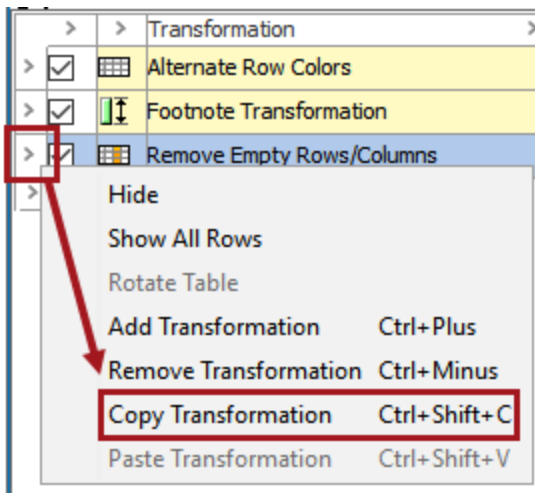 > > Transformation >
> Alternate Row Colors
> Footnote Transformation
> Remove Empty Rows/Columns
>
Hide
Show All Rows
Rotate Table
Add Transformation Ctrl+Plus
Remove Transformation Ctrl+Minus
Copy Transformation Ctrl+Shift+C
Paste Transformation Ctrl+Shift+V